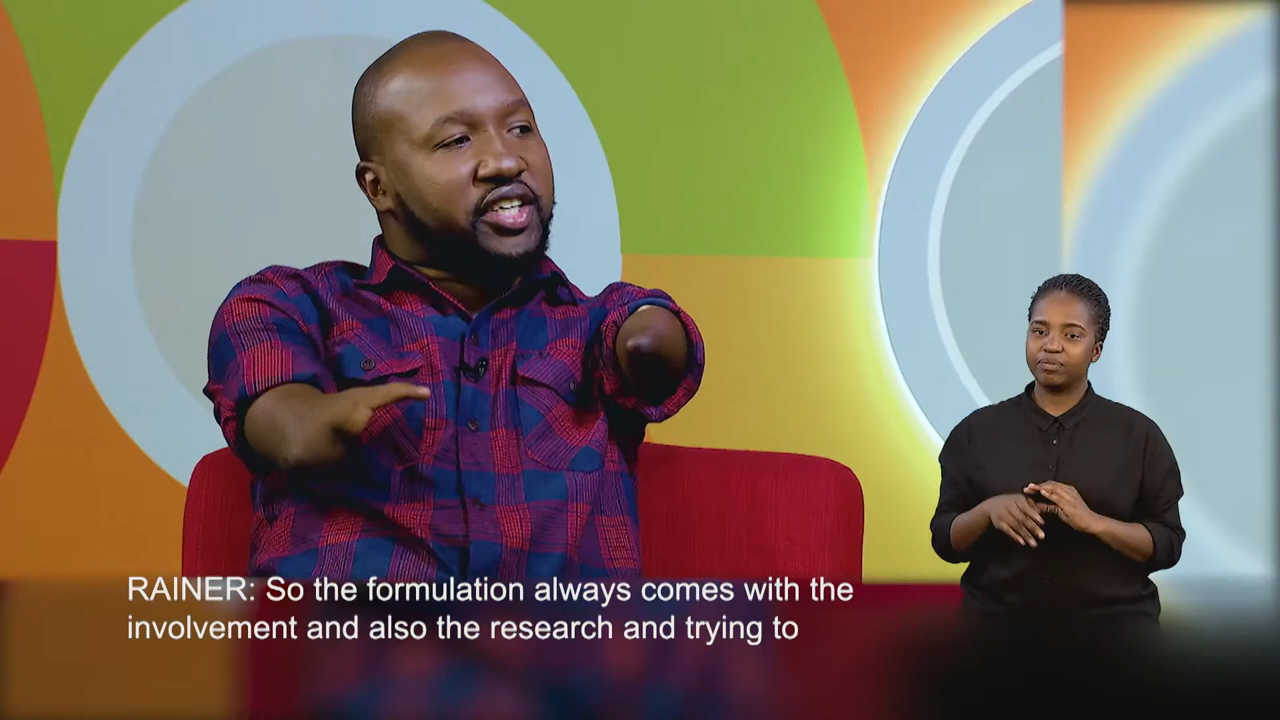 RAINER: So the formulation always comes with the
involvement and also the research and trying to